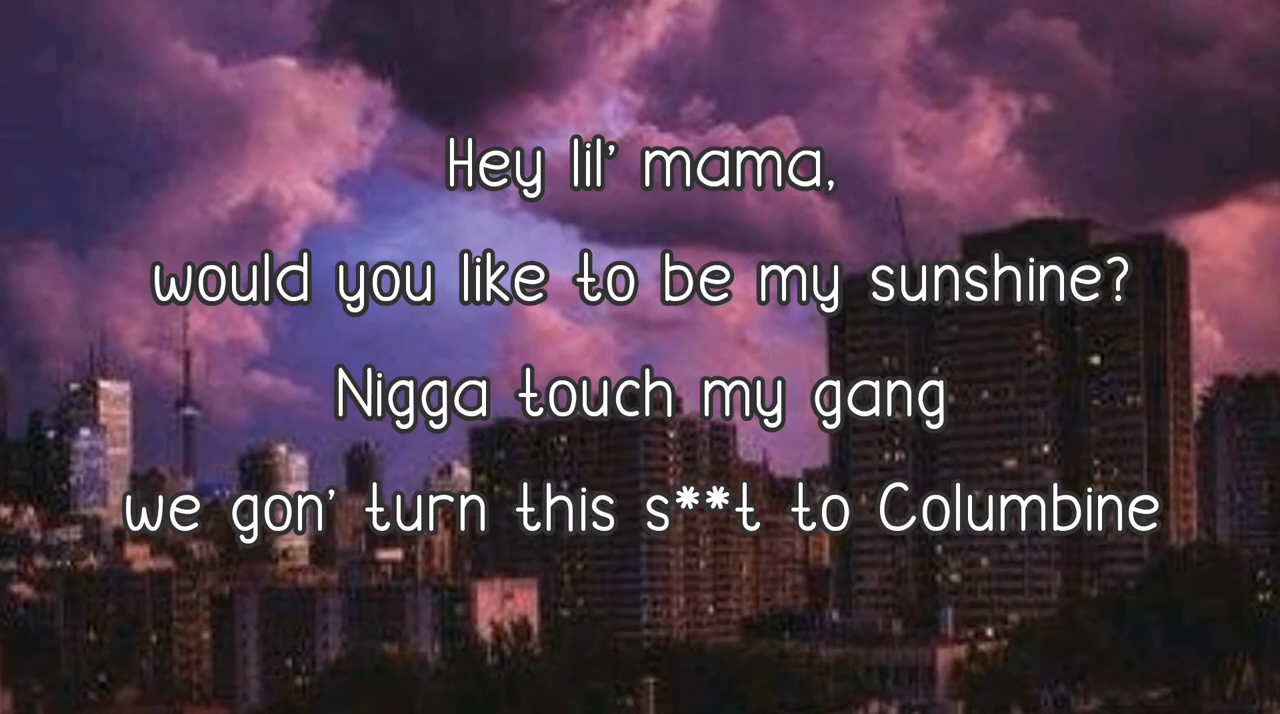 Hey lil' mama,
would you like to be my sunshine?
Nigga touch my gang
we gon' turn this s**t to Columbine